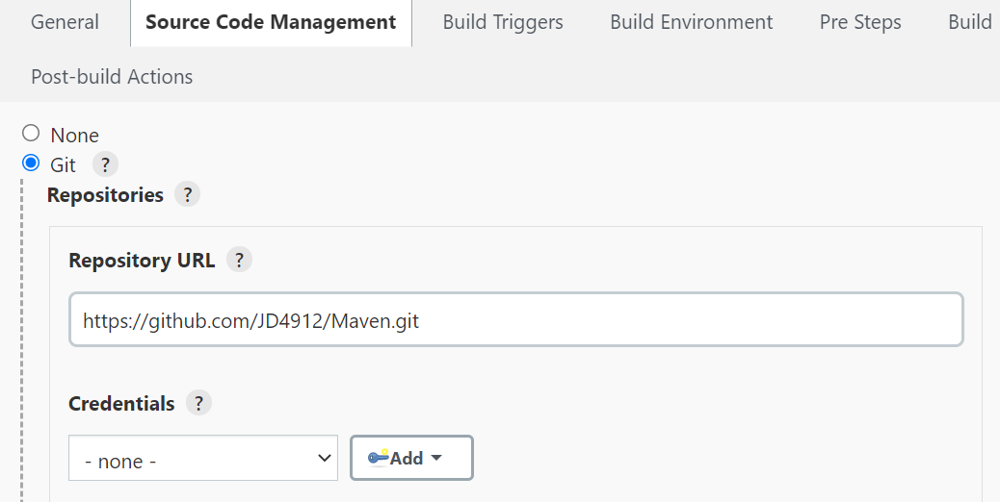 General Source Code Management Build Triggers Build Environment Pre Steps Build
Post-build Actions
None
Git ?
Repositories ?
Repository URL ?
https://github.com/JD4912/Maven.git
Credentials ?
- none - Add